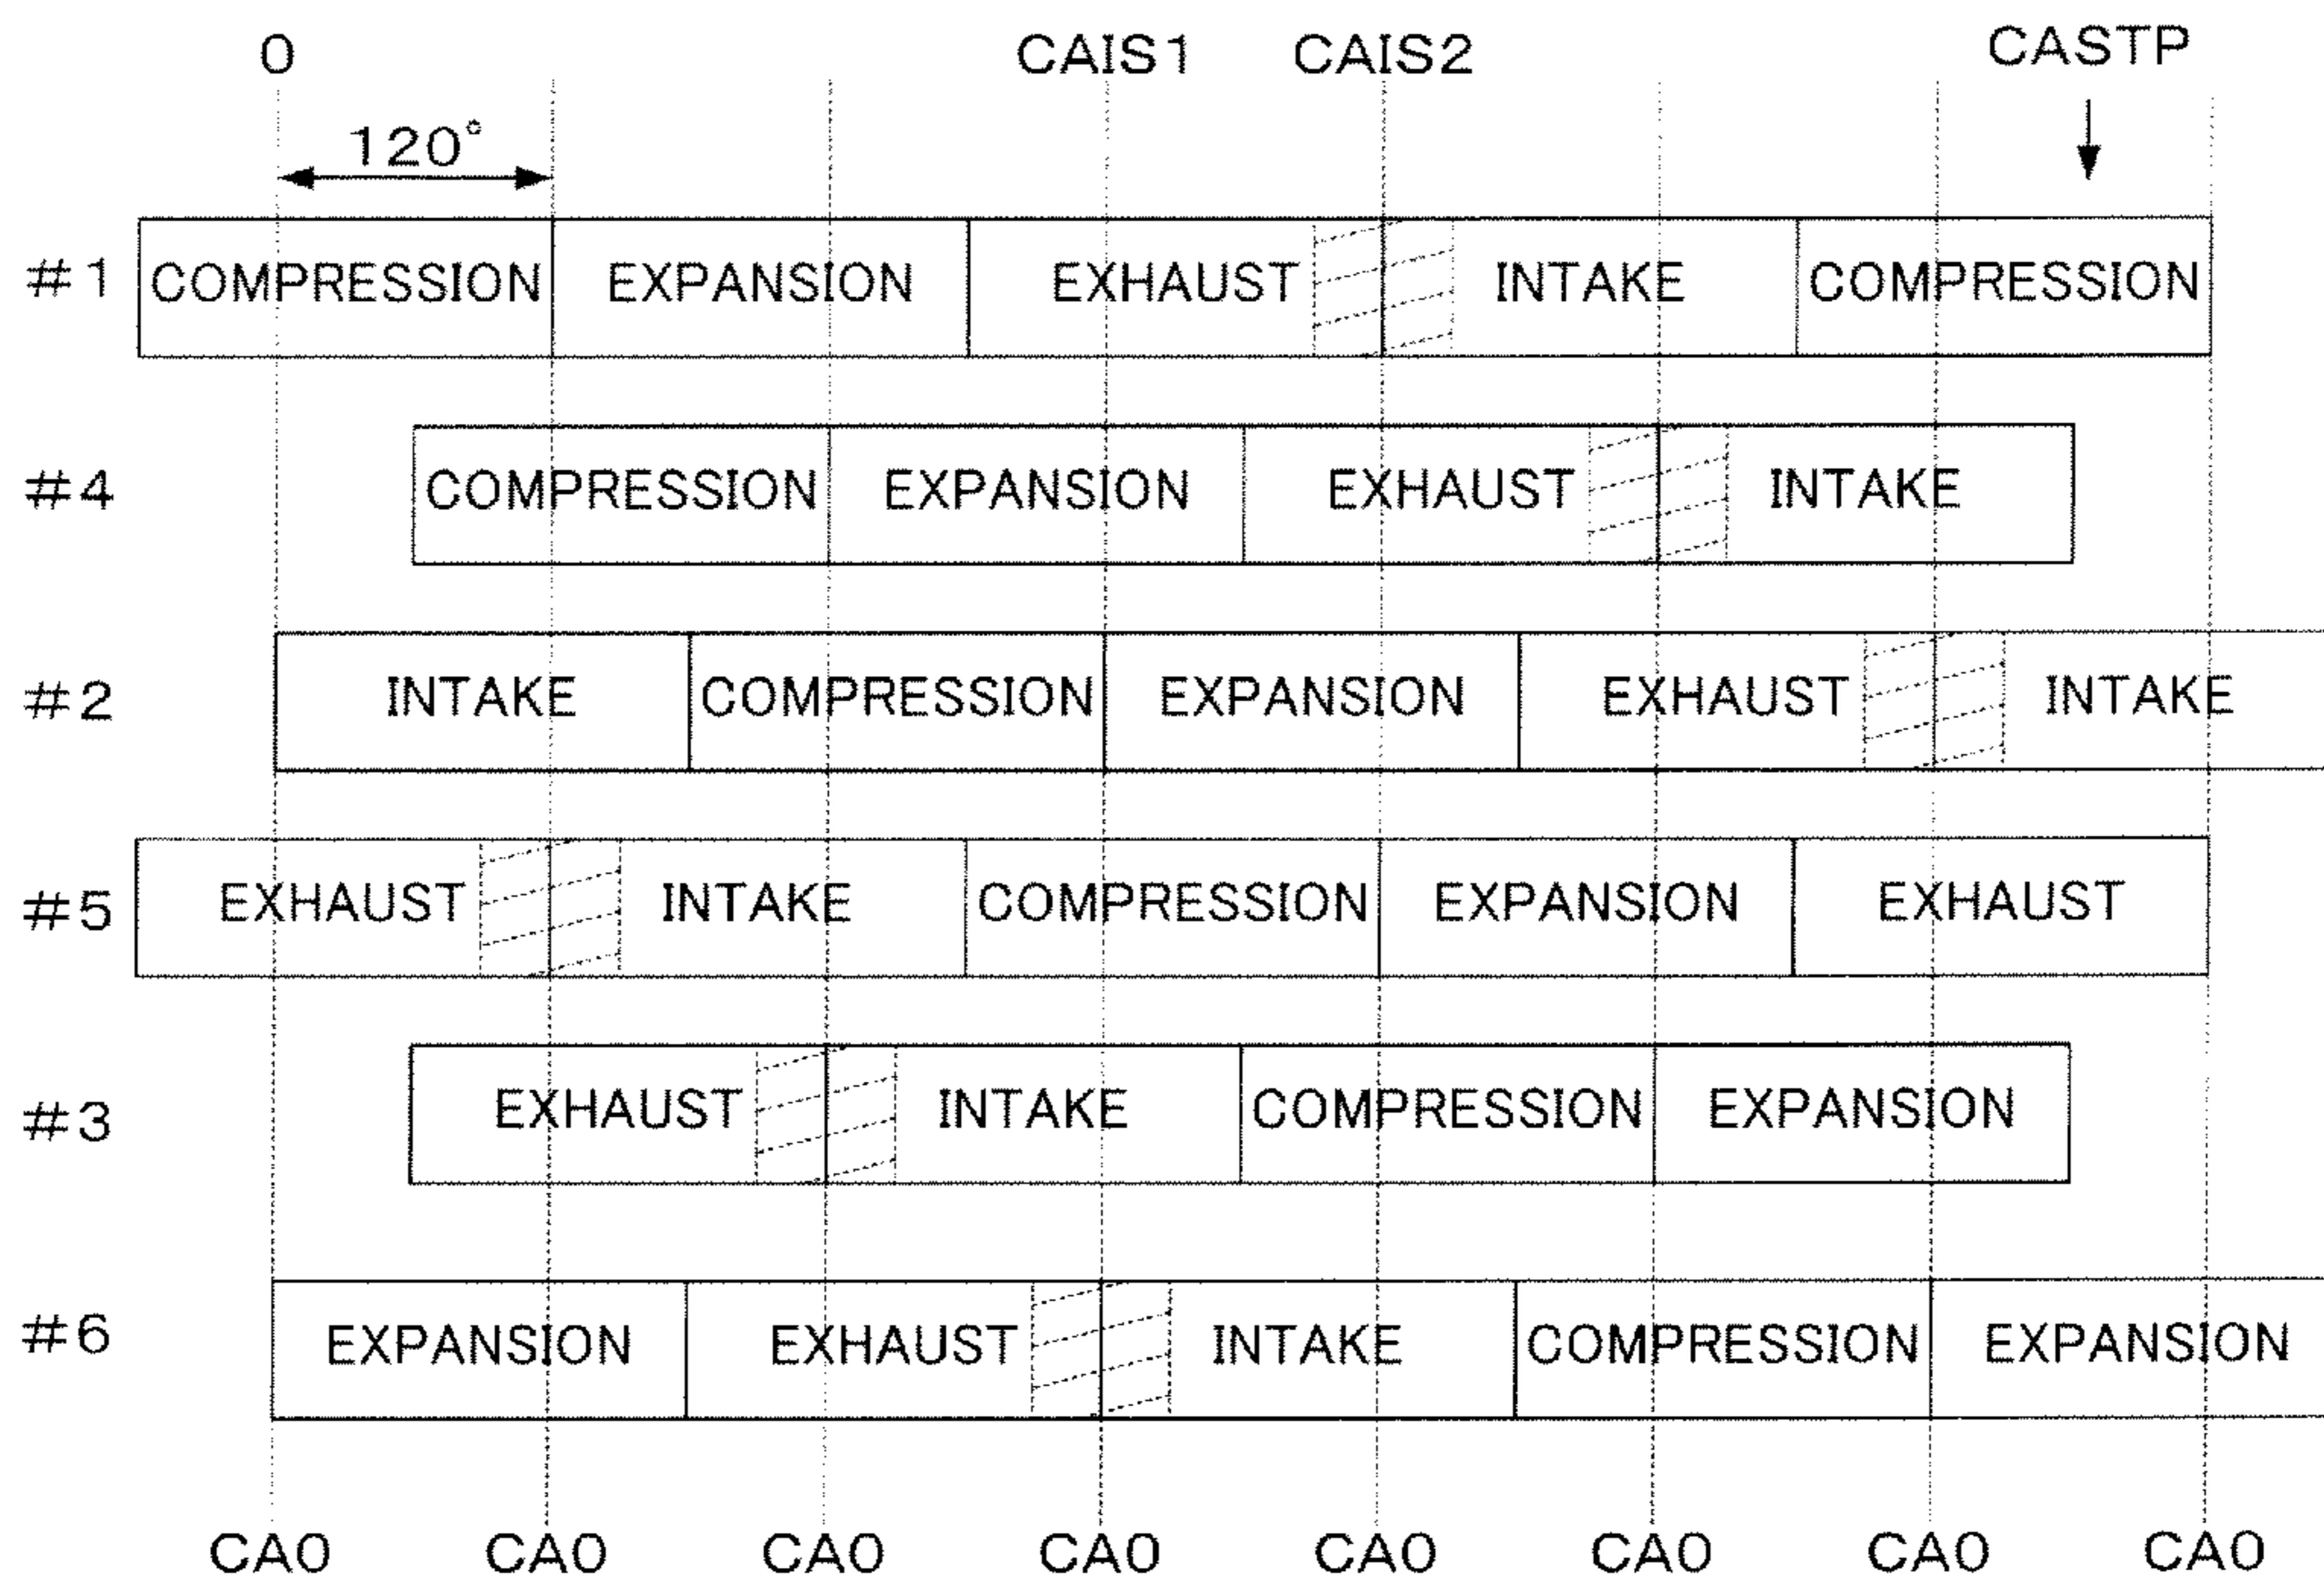 0 CAIS1 CAIS2 CASTP
120°
#1 COMPRESSION EXPANSION EXHAUST INTAKE COMPRESSION
#4 COMPRESSION EXPANSION EXHAUST INTAKE
#2 INTAKE COMPRESSION EXPANSION EXHAUST INTAKE
#5 EXHAUST INTAKE COMPRESSION EXPANSION EXHAUST
#3 EXHAUST INTAKE COMPRESSION EXPANSION
#6 EXPANSION EXHAUST INTAKE COMPRESSION EXPANSION
CA0 CA0 CA0 CA0 CA0 CA0 CA0 CA0